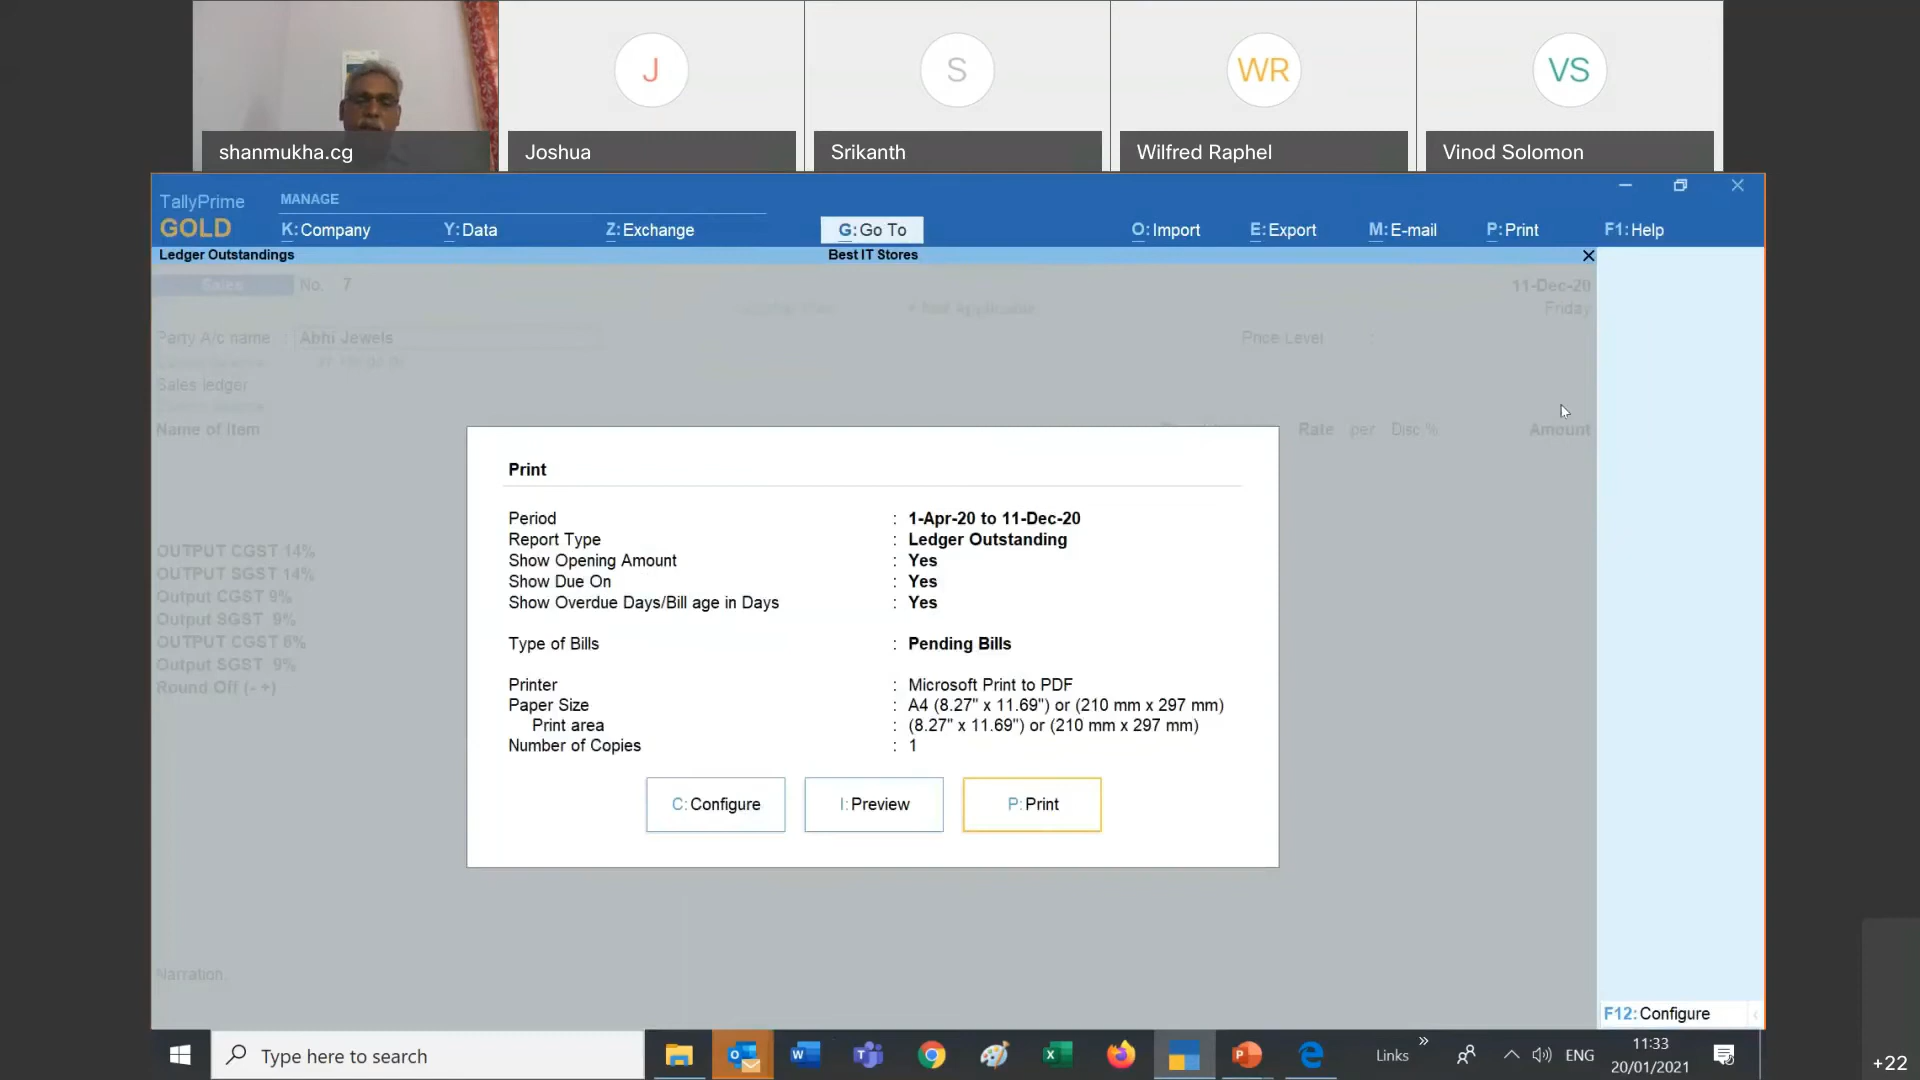 J
S
WR
VS
shanmukha.cg
Joshua
Srikanth
Wilfred Raphel
Vinod Solomon
TallyPrime
MANAGE
GOLD
K:Company
Y:Data
Z:Exchange
G:Go To
O:Import
E:Export
M:E-mail
P:Print
F1:Help
Ledger Outstandings
Best IT Stores
Sales No. 7
11-Dec-20
Not Applicable
Friday
Party A/c name : Abhi Jewels
Price Level :
Sales ledger
Name of Item
Rate per Disc %
Amount
Print
Period : 1-Apr-20 to 11-Dec-20
Report Type : Ledger Outstanding
Show Opening Amount : Yes
Show Due On : Yes
Show Overdue Days/Bill age in Days : Yes
Type of Bills : Pending Bills
Printer : Microsoft Print to PDF
Paper Size : A4 (8.27" x 11.69") or (210 mm x 297 mm)
Print area : (8.27" x 11.69") or (210 mm x 297 mm)
Number of Copies : 1
C:Configure
I:Preview
P:Print
OUTPUT CGST 14%
OUTPUT SGST 14%
Output CGST 9%
Output SGST 9%
OUTPUT CGST 6%
Output SGST 9%
Round Off (- +)
Narration:
F12:Configure
Type here to search
Links
ENG
11:33
20/01/2021
+22